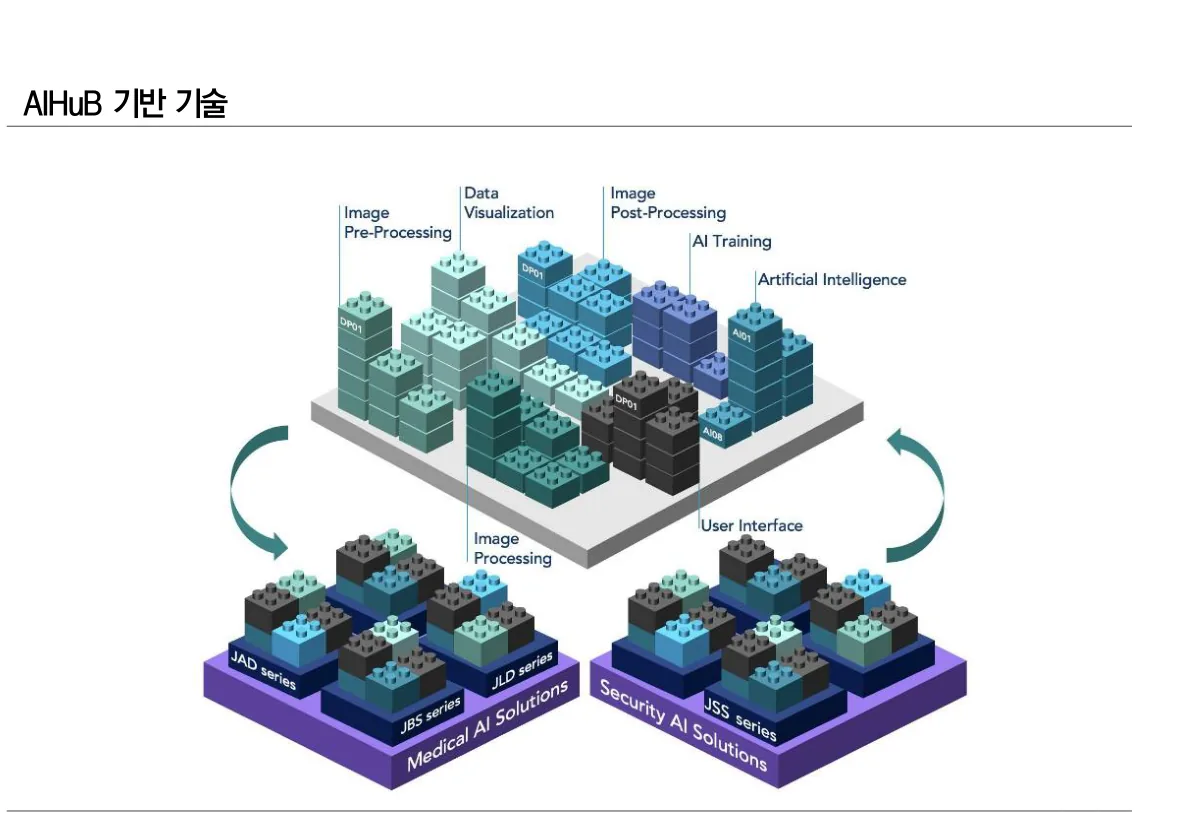 AIHuB 기반 기술
Data
Visualization
Image
Post-Processing
Image
Pre-Processing
AI Training
Artificial Intelligence
DP01
DP01
AI01
DP01
AI08
User Interface
Image
Processing
JAD series
JLD series
JBS series
Medical AI Solutions
Security AI Solutions
JSS series